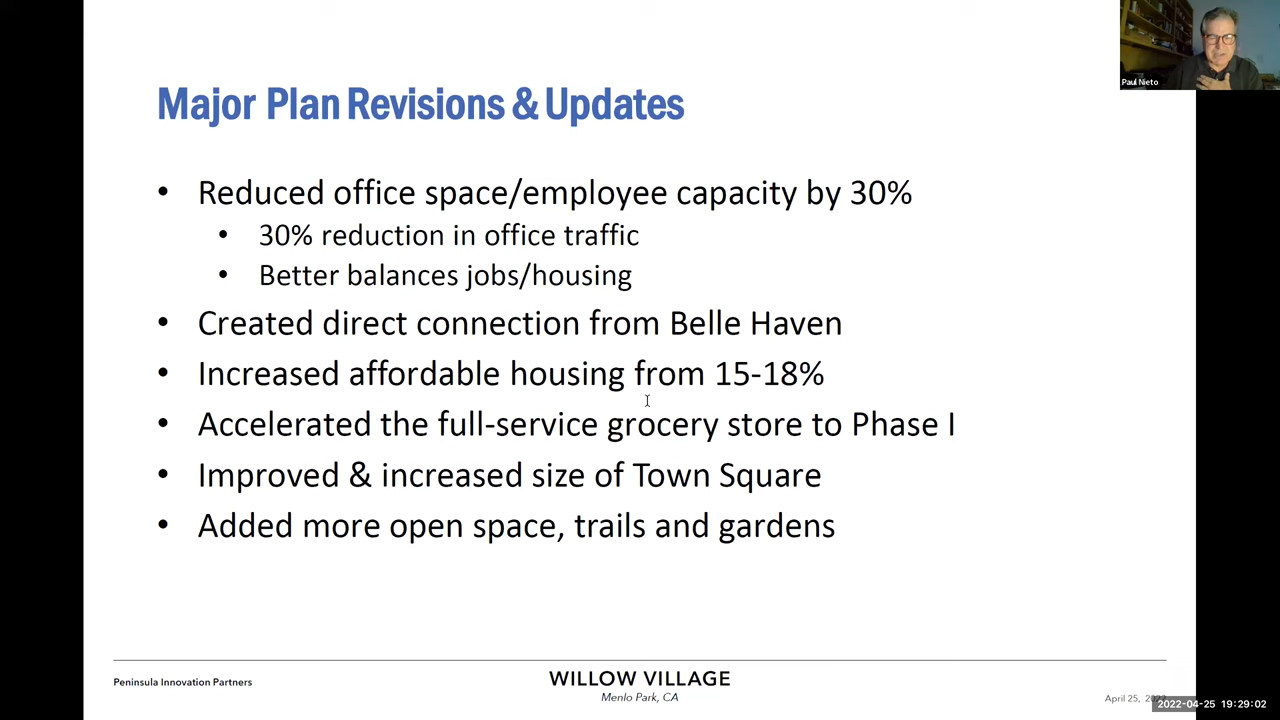 Paul Nieto
Major Plan Revisions & Updates
• Reduced office space/employee capacity by 30%
• 30% reduction in office traffic
• Better balances jobs/housing
• Created direct connection from Belle Haven
• Increased affordable housing from 15-18%
• Accelerated the full-service grocery store to Phase I
• Improved & increased size of Town Square
• Added more open space, trails and gardens
Peninsula Innovation Partners
WILLOW VILLAGE
Menlo Park, CA
April 25,
2022-04-25 19:29:02